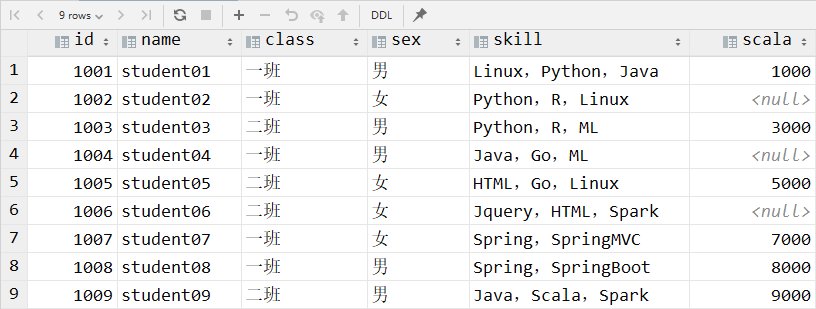 9 rows DDL
id name class sex skill scala
1 1001 student01 一班 男 Linux，Python，Java 1000
2 1002 student02 一班 女 Python，R，Linux <null>
3 1003 student03 二班 男 Python，R，ML 3000
4 1004 student04 一班 男 Java，Go，ML <null>
5 1005 student05 二班 女 HTML，Go，Linux 5000
6 1006 student06 二班 女 Jquery，HTML，Spark <null>
7 1007 student07 一班 女 Spring，SpringMVC 7000
8 1008 student08 一班 男 Spring，SpringBoot 8000
9 1009 student09 二班 男 Java，Scala，Spark 9000